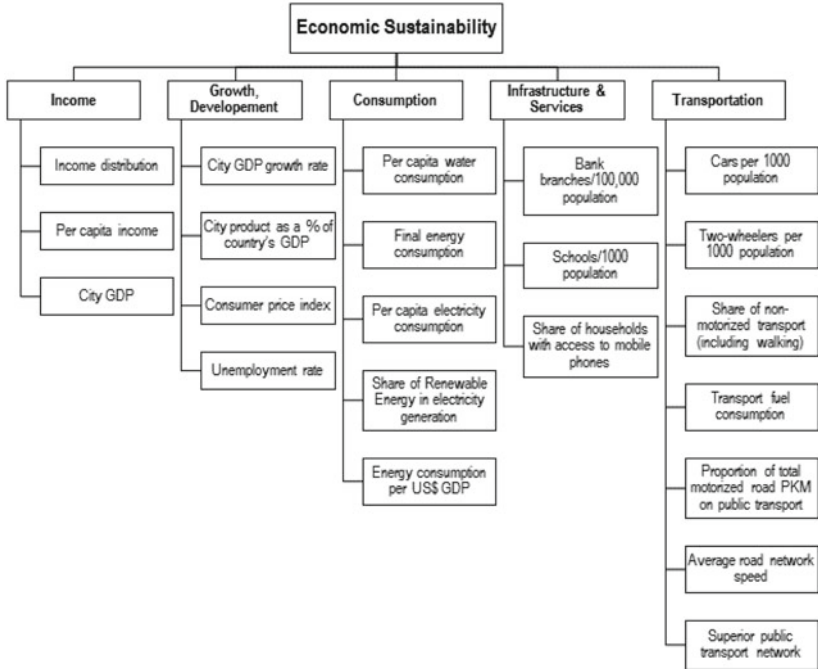 Economic Sustainability
Income
Growth,
Developement
Consumption
Infrastructure &
Services
Transportation
Income distribution
Per capita income
City GDP
City GDP growth rate
City product as a % of
country's GDP
Consumer price index
Unemployment rate
Per capita water
consumption
Final energy
consumption
Per capita electricity
consumption
Share of Renewable
Energy in electricity
generation
Energy consumption
per US$ GDP
Bank
branches/100,000
population
Schools/1000
population
Share of households
with access to mobile
phones
Cars per 1000
population
Two-wheelers per
1000 population
Share of non-
motorized transport
(including walking)
Transport fuel
consumption
Proportion of total
motorized road PKM
on public transport
Average road network
speed
Superior public
transport network